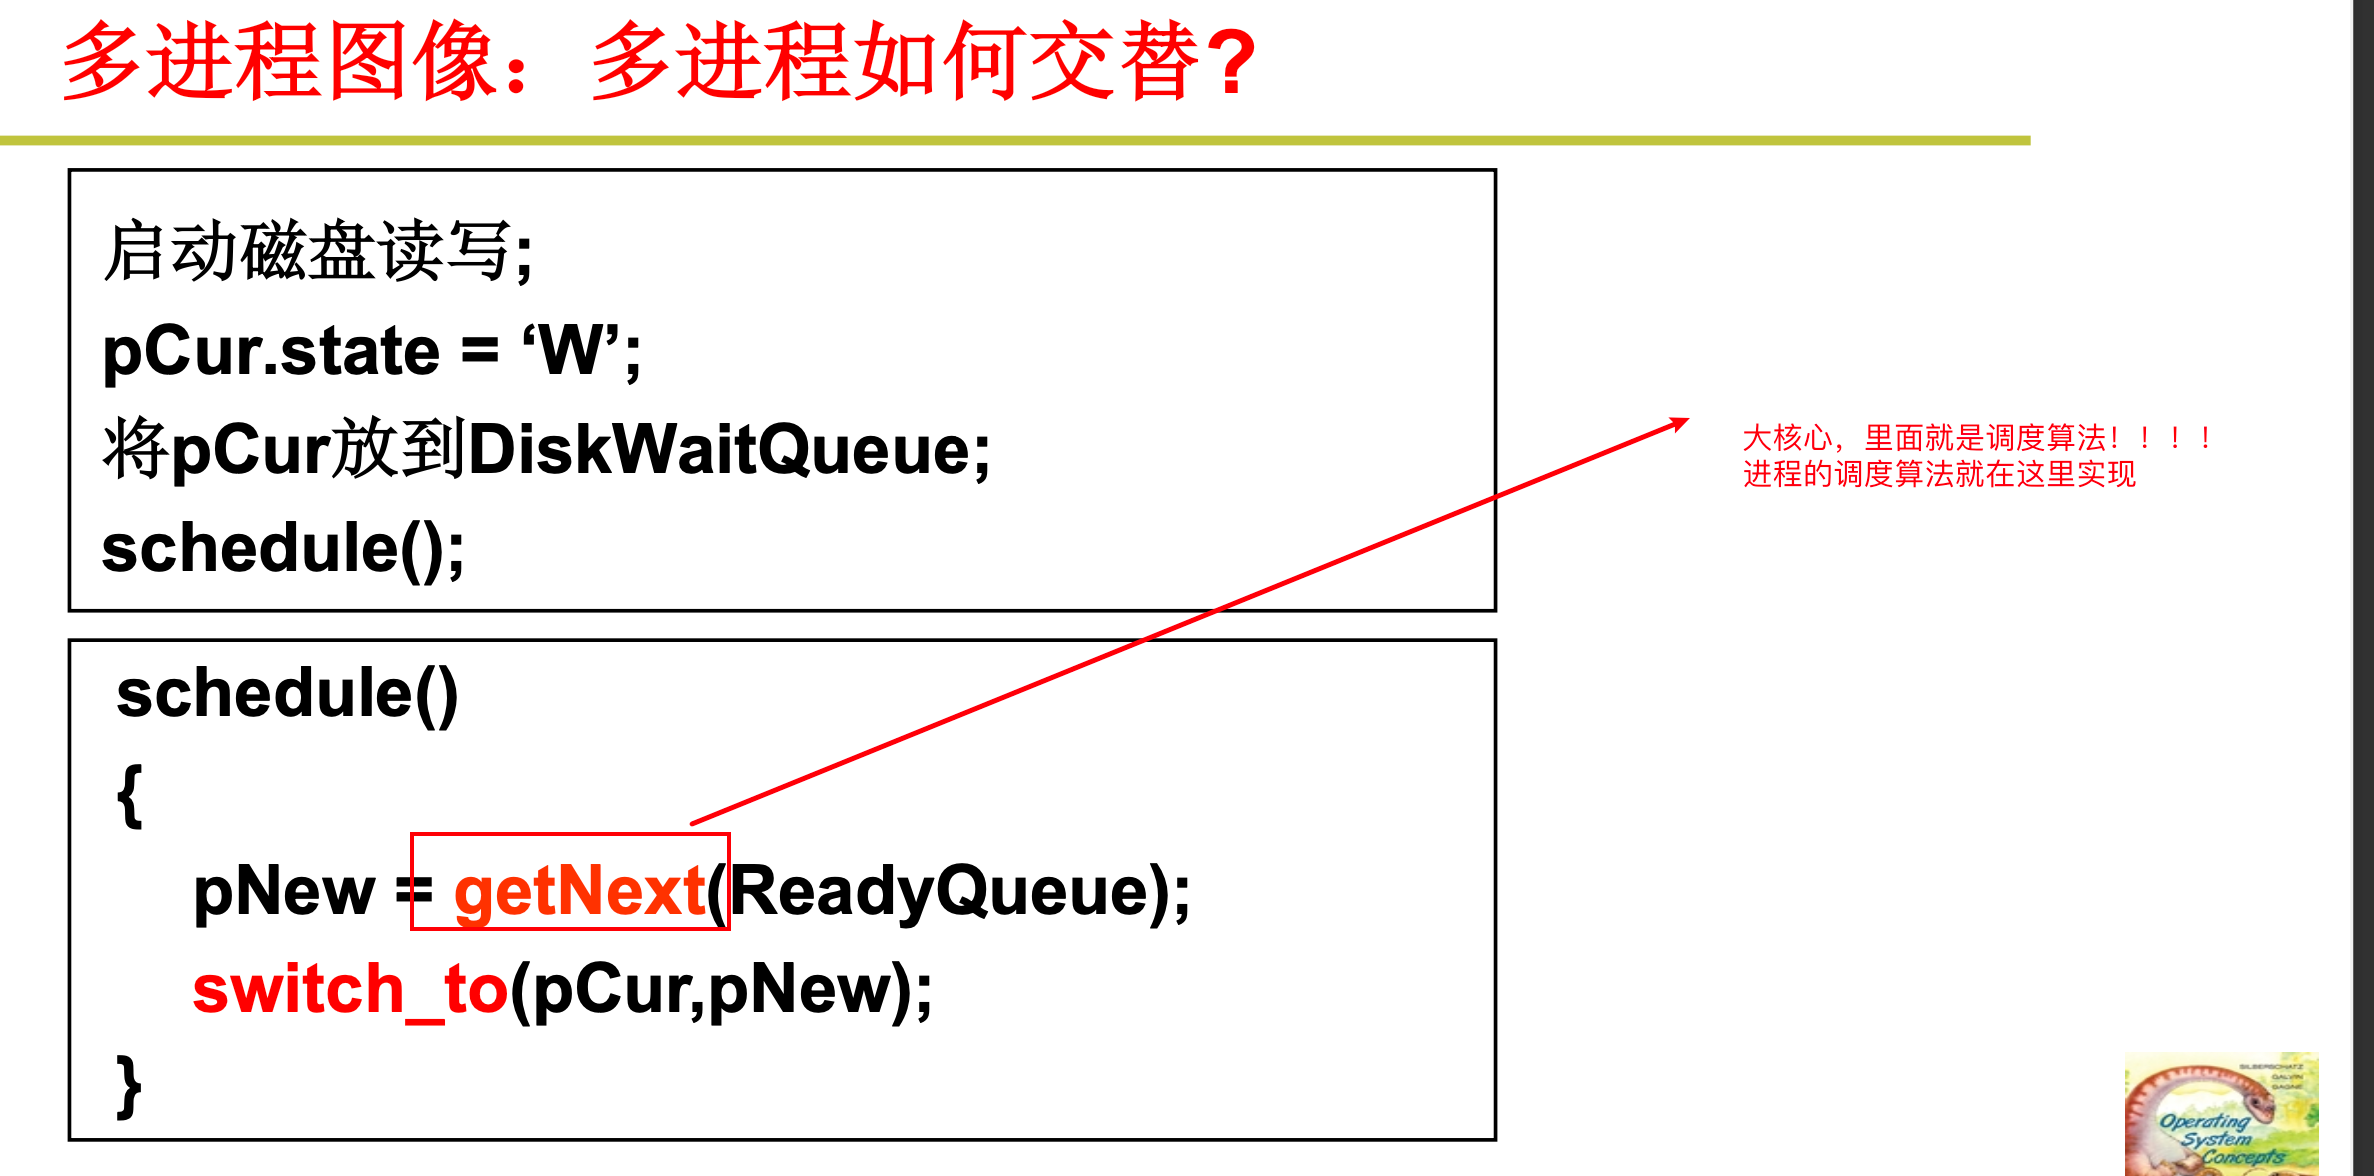 多进程图像：多进程如何交替?
启动磁盘读写;
pCur.state = ‘W’;
将pCur放到DiskWaitQueue;
schedule();
大核心，里面就是调度算法！！！！
进程的调度算法就在这里实现
schedule()
{
pNew = getNext(ReadyQueue);
switch_to(pCur,pNew);
}
SILBERSCHATZ
GALVIN
GAGNE
Operating
System
Concepts